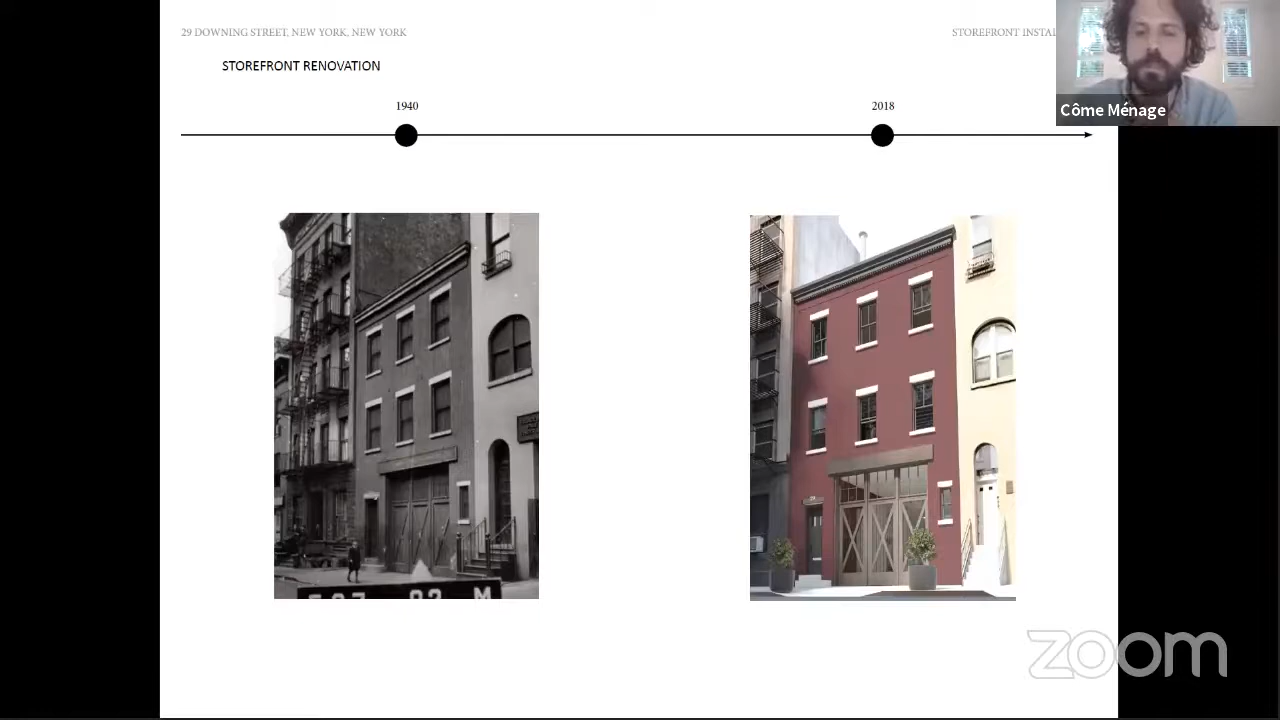 29 DOWNING STREET, NEW YORK, NEW YORK
STOREFRONT INSTAL
STOREFRONT RENOVATION
1940
2018
Côme Ménage
zoom